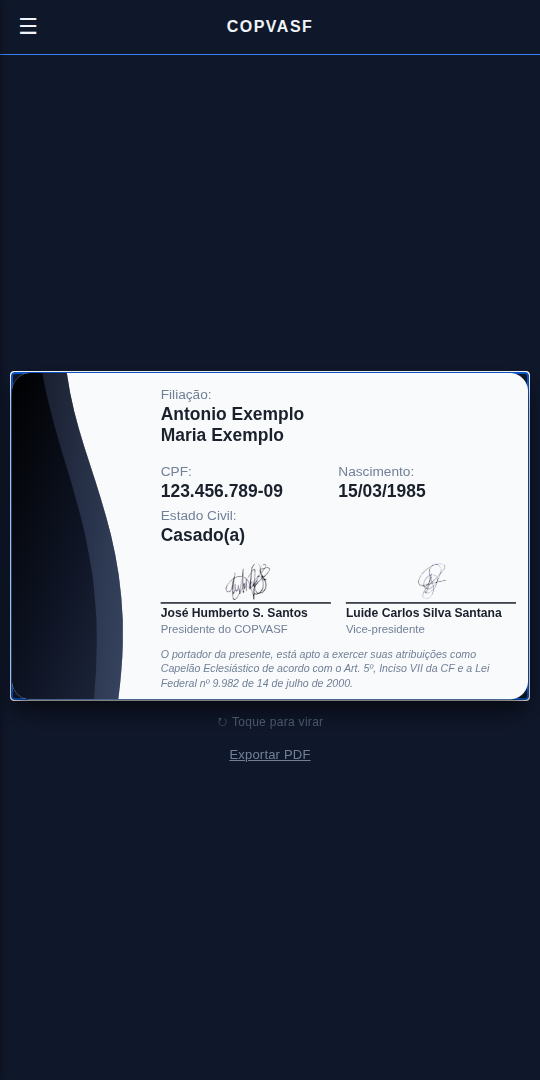 ☰ COPVASF
Filiação:
Antonio Exemplo
Maria Exemplo
CPF: Nascimento:
123.456.789-09 15/03/1985
Estado Civil:
Casado(a)
José Humberto S. Santos Luide Carlos Silva Santana
Presidente do COPVASF Vice-presidente
O portador da presente, está apto a exercer suas atribuições como
Capelão Eclesiástico de acordo com o Art. 5º, Inciso VII da CF e a Lei
Federal nº 9.982 de 14 de julho de 2000.
↻ Toque para virar
Exportar PDF